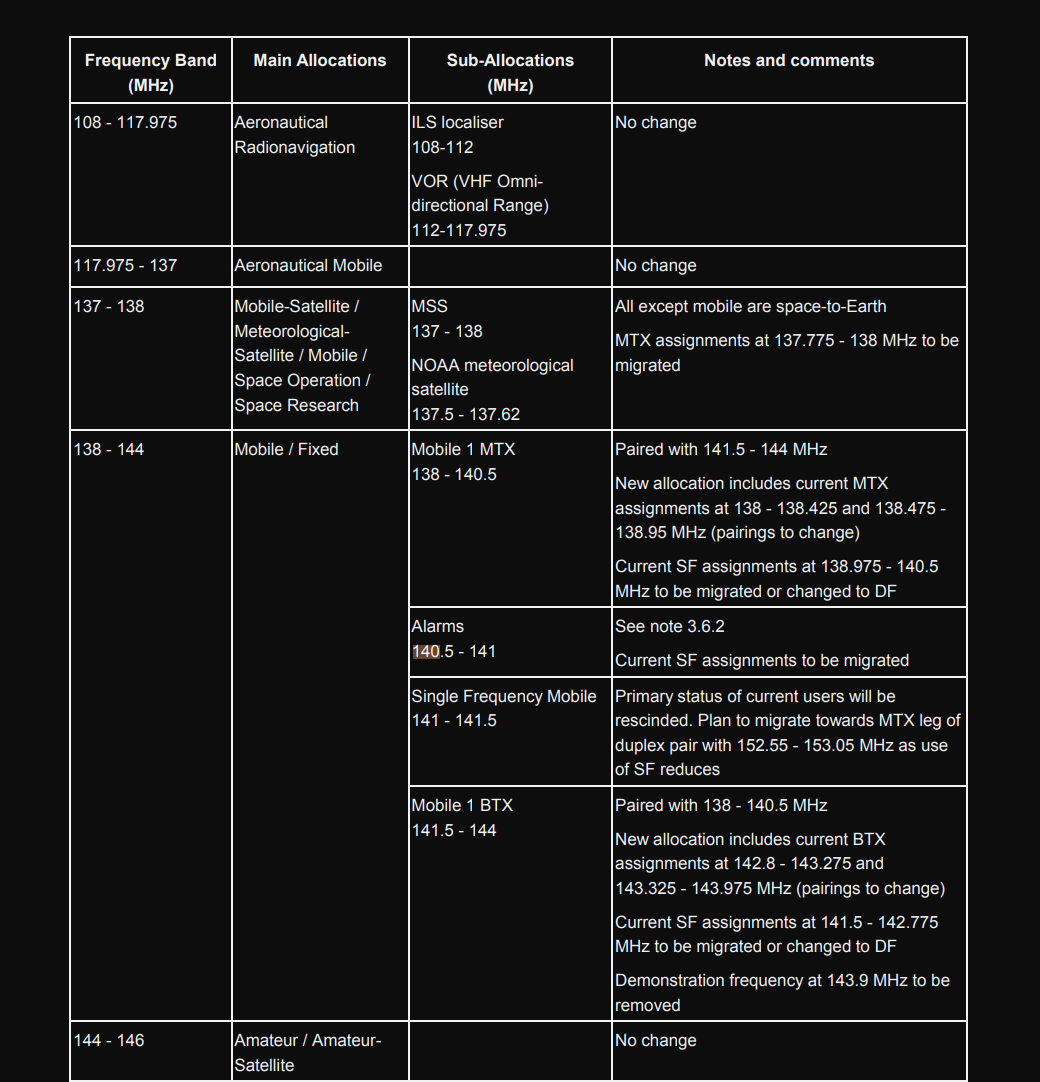 Frequency Band
(MHz)
Main Allocations
Sub-Allocations
(MHz)
Notes and comments
108 - 117.975
Aeronautical
Radionavigation
ILS localiser
108-112
VOR (VHF Omni-
directional Range)
112-117.975
No change
117.975 - 137
Aeronautical Mobile
No change
137 - 138
Mobile-Satellite /
Meteorological-
Satellite / Mobile /
Space Operation /
Space Research
MSS
137 - 138
NOAA meteorological
satellite
137.5 - 137.62
All except mobile are space-to-Earth
MTX assignments at 137.775 - 138 MHz to be
migrated
138 - 144
Mobile / Fixed
Mobile 1 MTX
138 - 140.5
Paired with 141.5 - 144 MHz
New allocation includes current MTX
assignments at 138 - 138.425 and 138.475 -
138.95 MHz (pairings to change)
Current SF assignments at 138.975 - 140.5
MHz to be migrated or changed to DF
Alarms
140.5 - 141
See note 3.6.2
Current SF assignments to be migrated
Single Frequency Mobile
141 - 141.5
Primary status of current users will be
rescinded. Plan to migrate towards MTX leg of
duplex pair with 152.55 - 153.05 MHz as use
of SF reduces
Mobile 1 BTX
141.5 - 144
Paired with 138 - 140.5 MHz
New allocation includes current BTX
assignments at 142.8 - 143.275 and
143.325 - 143.975 MHz (pairings to change)
Current SF assignments at 141.5 - 142.775
MHz to be migrated or changed to DF
Demonstration frequency at 143.9 MHz to be
removed
144 - 146
Amateur / Amateur-
Satellite
No change